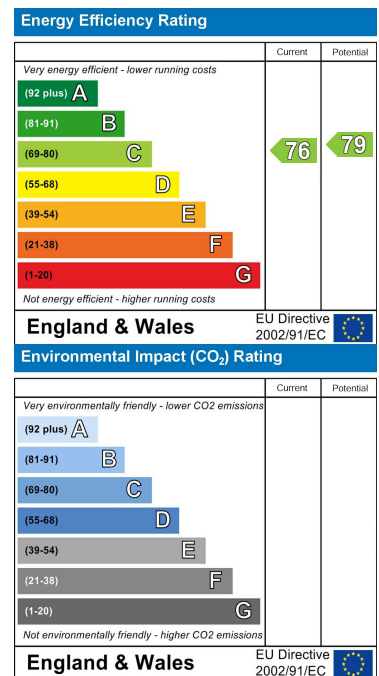 Energy Efficiency Rating
Current Potential
Very energy efficient - lower running costs
(92 plus) A
(81-91) B
(69-80) C
76 79
(55-68) D
(39-54) E
(21-38) F
(1-20) G
Not energy efficient - higher running costs
England & Wales
EU Directive
2002/91/EC
Environmental Impact (CO₂) Rating
Current Potential
Very environmentally friendly - lower CO2 emissions
(92 plus) A
(81-91) B
(69-80) C
(55-68) D
(39-54) E
(21-38) F
(1-20) G
Not environmentally friendly - higher CO2 emissions
England & Wales
EU Directive
2002/91/EC